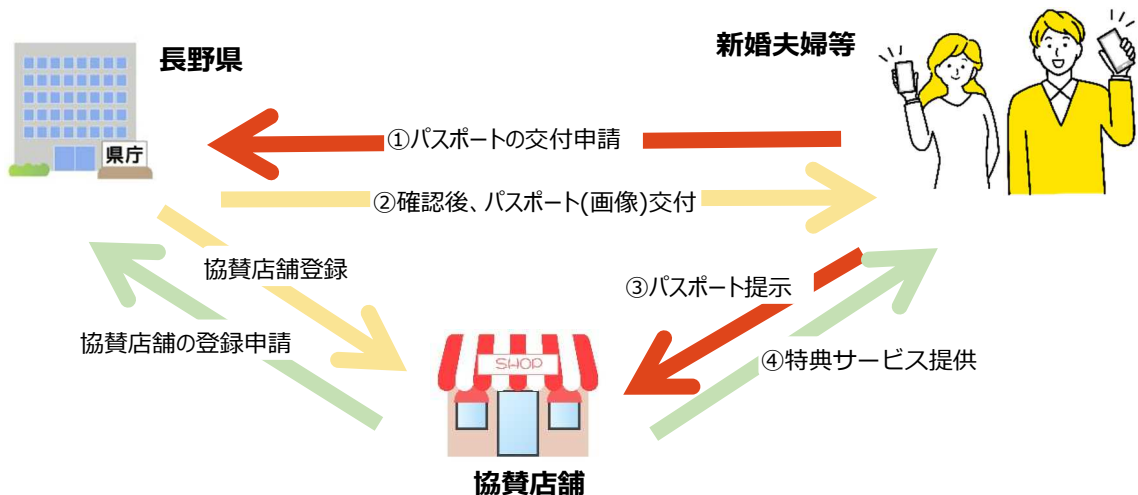 長野県
新婚夫婦等
県庁
①パスポートの交付申請
②確認後、パスポート(画像)交付
協賛店舗登録
③パスポート提示
協賛店舗の登録申請
④特典サービス提供
SHOP
協賛店舗